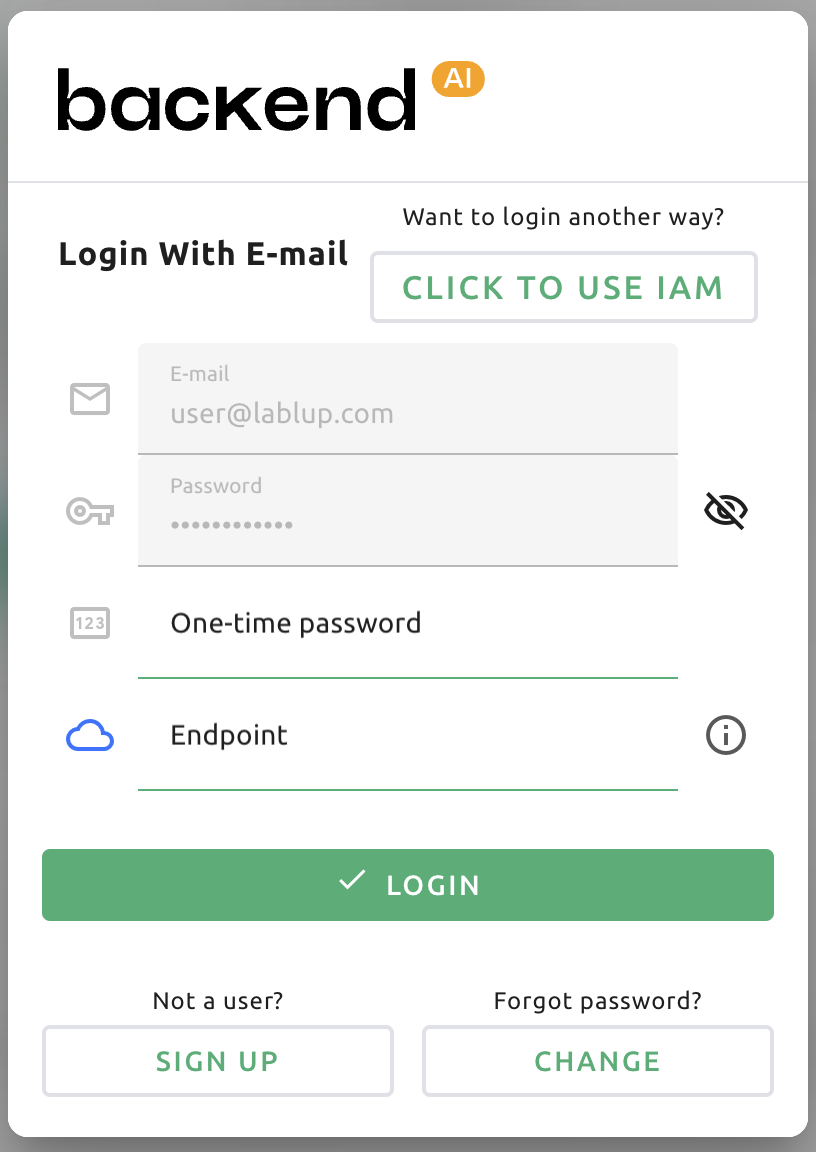 backend AI
Want to login another way?
Login With E-mail
CLICK TO USE IAM
E-mail
user@lablup.com
Password
••••••••••••
123
One-time password
Endpoint
LOGIN
Not a user?
Forgot password?
SIGN UP
CHANGE